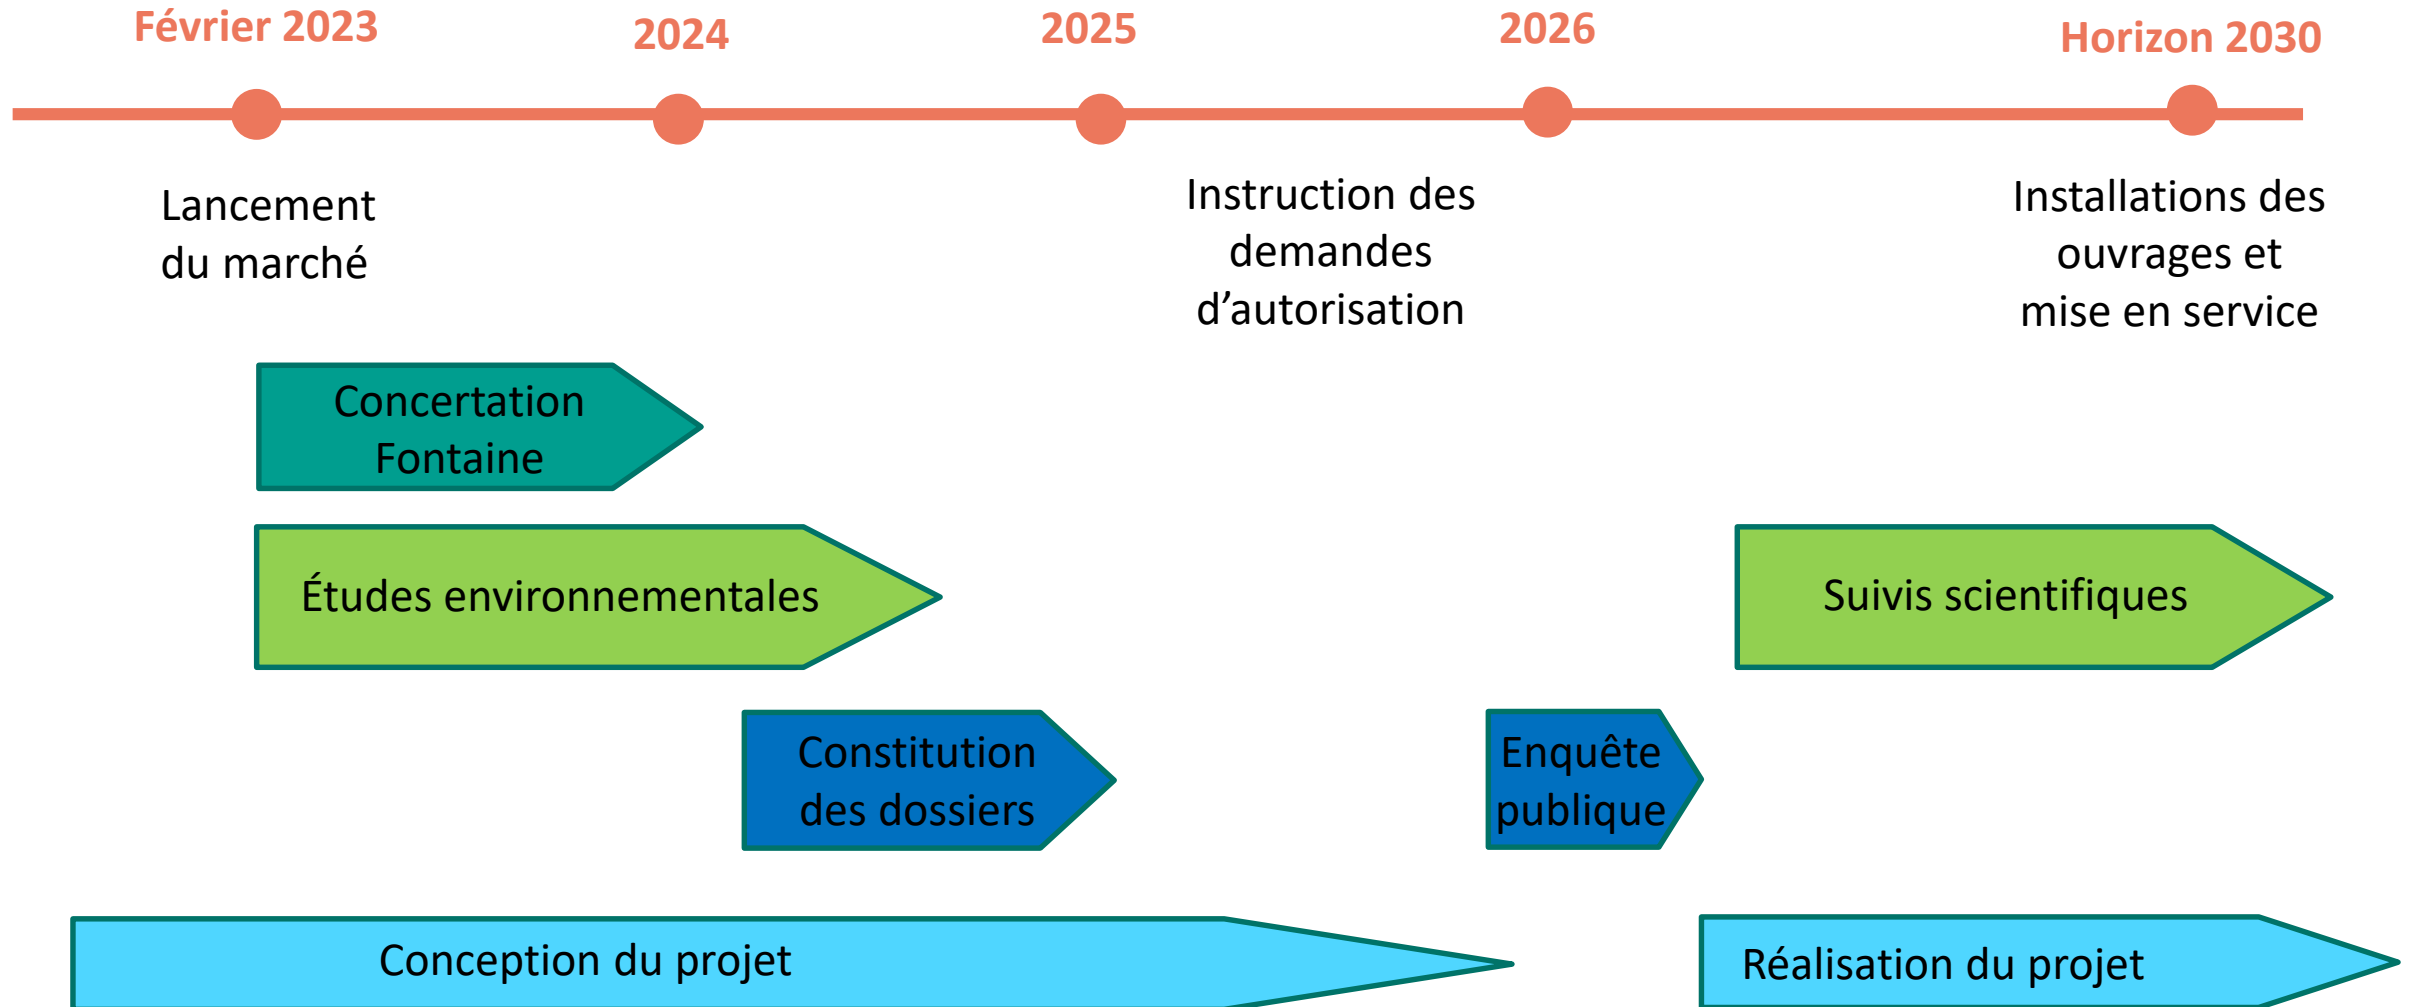 Février 2023
2024
2025
2026
Horizon 2030
Lancement
du marché
Instruction des
demandes
d’autorisation
Installations des
ouvrages et
mise en service
Concertation
Fontaine
Études environnementales
Suivis scientifiques
Constitution
des dossiers
Enquête
publique
Conception du projet
Réalisation du projet